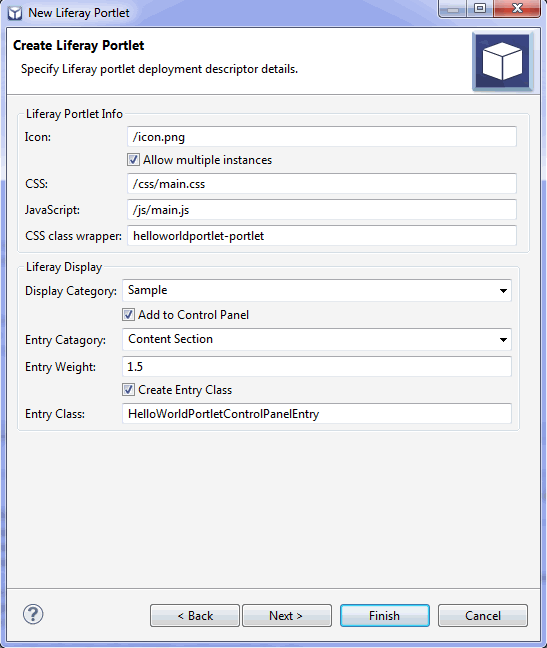 New Liferay Portlet
Create Liferay Portlet
Specify Liferay portlet deployment descriptor details.
Liferay Portlet Info
Icon: /icon.png
Allow multiple instances
CSS: /css/main.css
JavaScript: /js/main.js
CSS class wrapper: helloworldportlet-portlet
Liferay Display
Display Category: Sample
Add to Control Panel
Entry Catagory: Content Section
Entry Weight: 1.5
Create Entry Class
Entry Class: HelloWorldPortletControlPanelEntry
? < Back Next > Finish Cancel